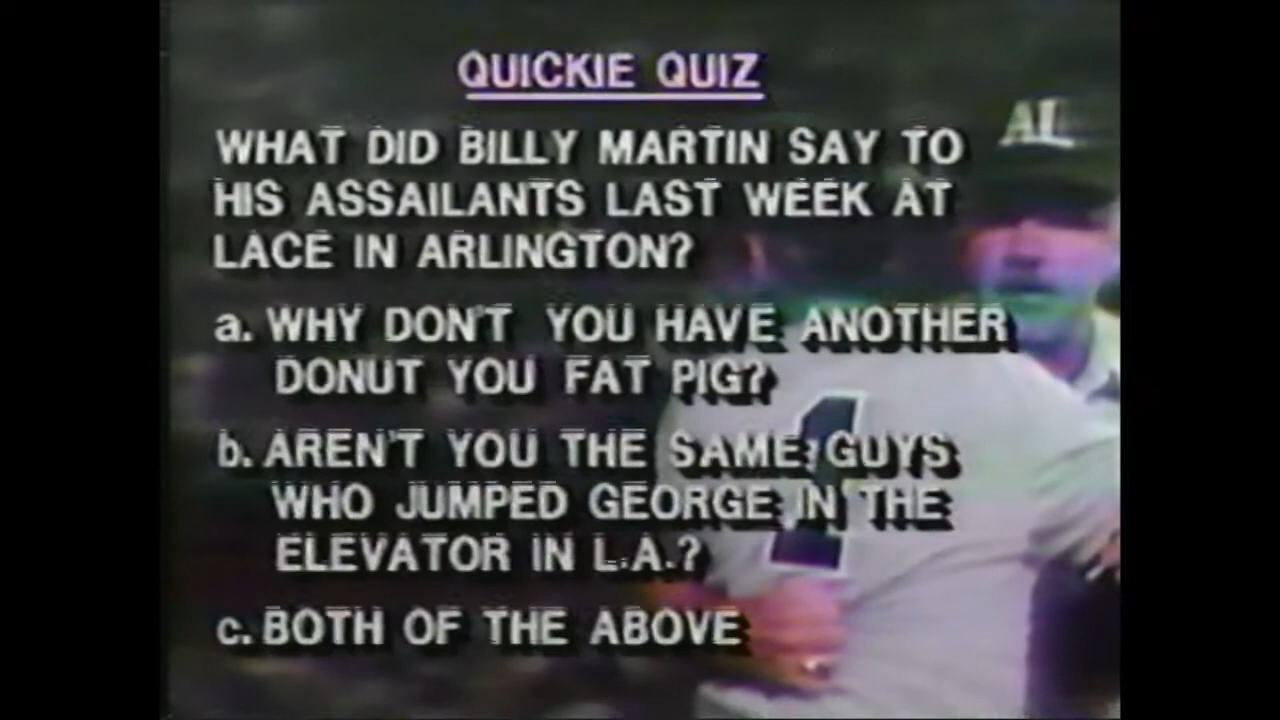 QUICKIE QUIZ
AL
WHAT DID BILLY MARTIN SAY TO
HIS ASSAILANTS LAST WEEK AT
LACE IN ARLINGTON?
a. WHY DON'T YOU HAVE ANOTHER
DONUT YOU FAT PIG?
b. AREN'T YOU THE SAME GUYS
WHO JUMPED GEORGE IN THE
ELEVATOR IN L.A.?
c. BOTH OF THE ABOVE
1